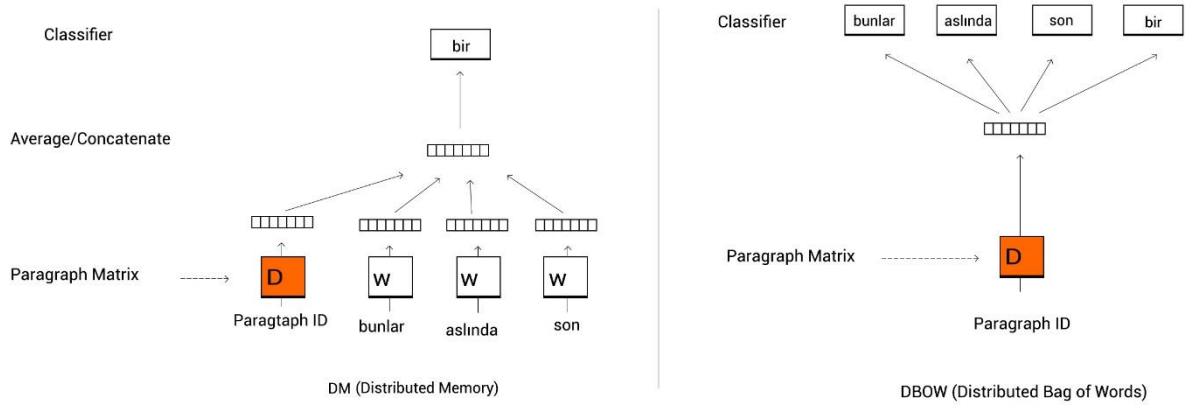 Classifier
bir
Average/Concatenate
Paragraph Matrix
D
W
W
W
Paragtaph ID
bunlar
aslında
son
DM (Distributed Memory)
Classifier
bunlar
aslında
son
bir
Paragraph Matrix
D
Paragraph ID
DBOW (Distributed Bag of Words)